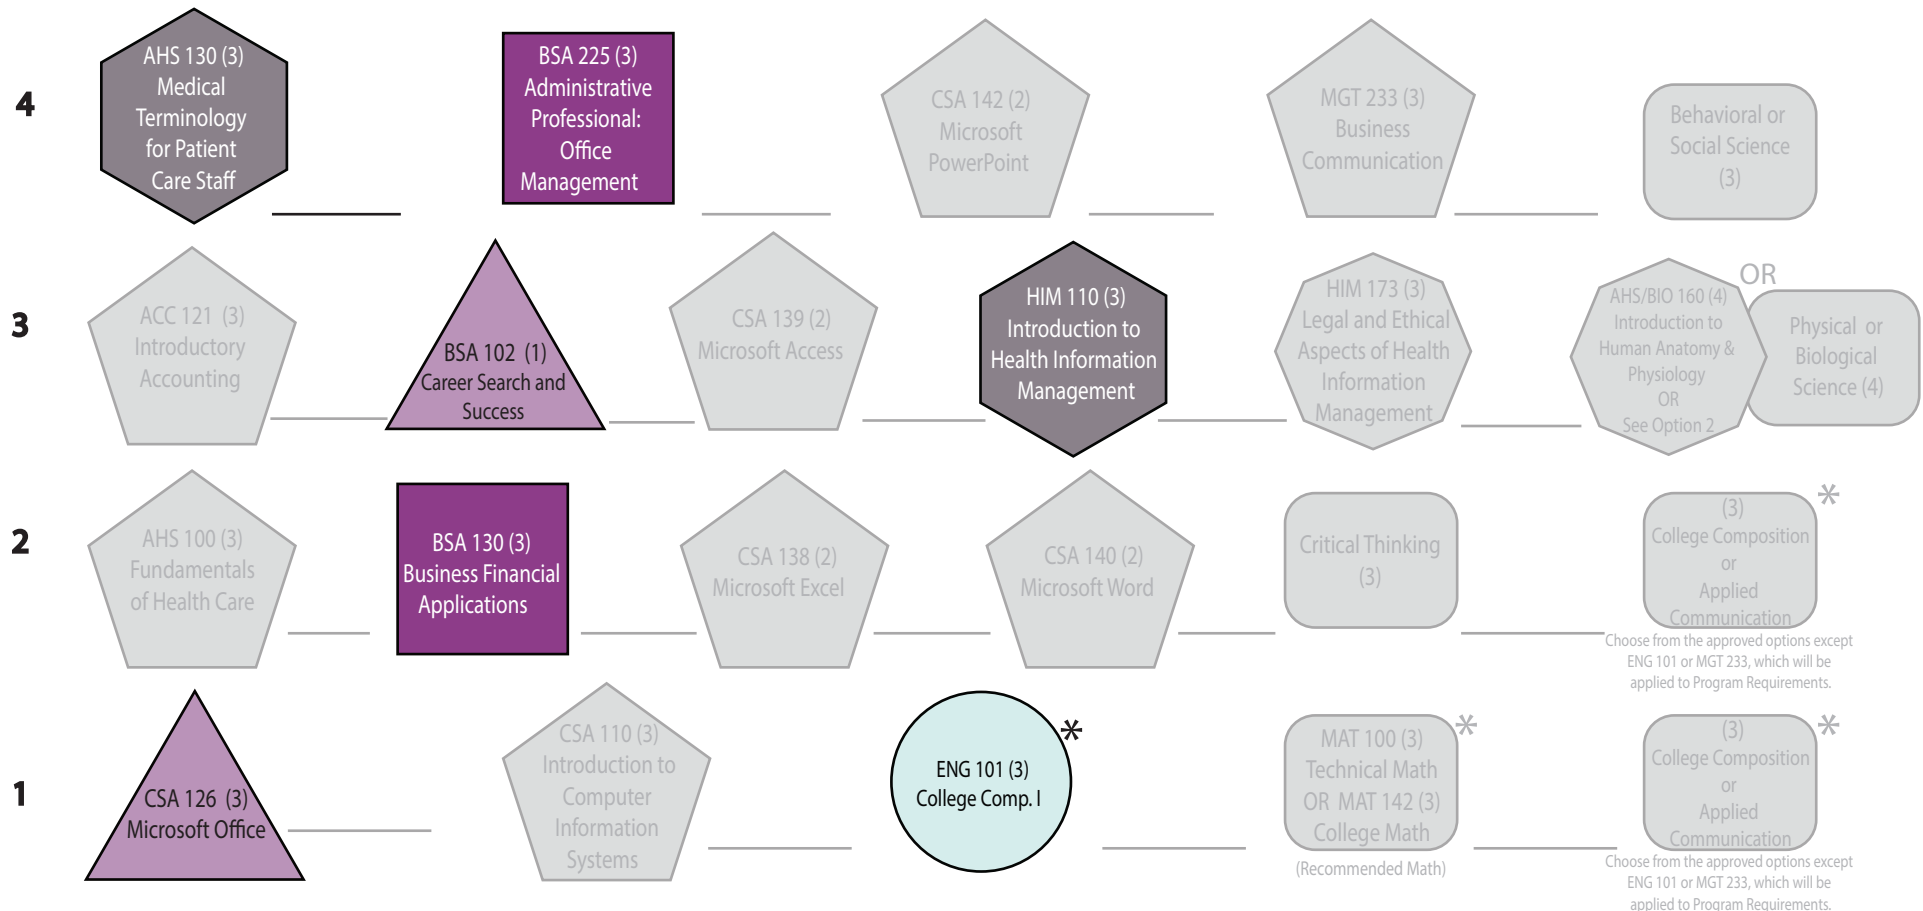 4
AHS 130 (3)
Medical
Terminology
for Patient
Care Staff
BSA 225 (3)
Administrative
Professional:
Office
Management
CSA 142 (2)
Microsoft
PowerPoint
MGT 233 (3)
Business
Communication
Behavioral or
Social Science
(3)
3
ACC 121 (3)
Introductory
Accounting
BSA 102 (1)
Career Search and
Success
CSA 139 (2)
Microsoft Access
HIM 110 (3)
Introduction to
Health Information
Management
HIM 173 (3)
Legal and Ethical
Aspects of Health
Information
Management
AHS/BIO 160 (4)
Introduction to
Human Anatomy &
Physiology
OR
See Option 2
OR
Physical or
Biological
Science (4)
2
AHS 100 (3)
Fundamentals
of Health Care
BSA 130 (3)
Business Financial
Applications
CSA 138 (2)
Microsoft Excel
CSA 140 (2)
Microsoft Word
Critical Thinking
(3)
(3)
College Composition
or
Applied
Communication
*
Choose from the approved options except
ENG 101 or MGT 233, which will be
applied to Program Requirements.
1
CSA 126 (3)
Microsoft Office
CSA 110 (3)
Introduction to
Computer
Information
Systems
ENG 101 (3)
College Comp. I
*
MAT 100 (3)
Technical Math
OR MAT 142 (3)
College Math
*
(Recommended Math)
(3)
College Composition
or
Applied
Communication
*
Choose from the approved options except
ENG 101 or MGT 233, which will be
applied to Program Requirements.